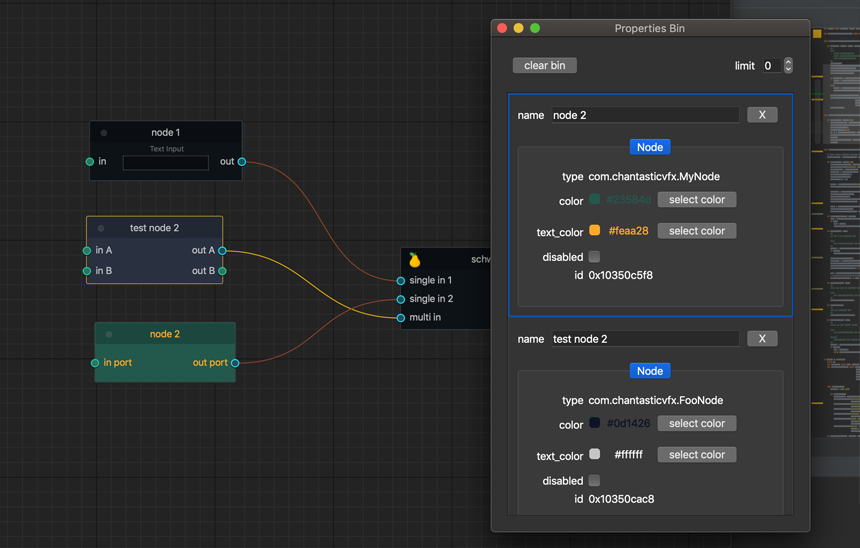 Properties Bin
clear bin
limit 0
node 1
Text Input
in
out
test node 2
in A
out A
in B
out B
node 2
in port
out port
single in 1
single in 2
multi in
name node 2 X
Node
type com.chantasticvfx.MyNode
color #23584d select color
text_color #feaa28 select color
disabled
id 0x10350c5f8
name test node 2 X
Node
type com.chantasticvfx.FooNode
color #0d1426 select color
text_color #ffffff select color
disabled
id 0x10350cac8